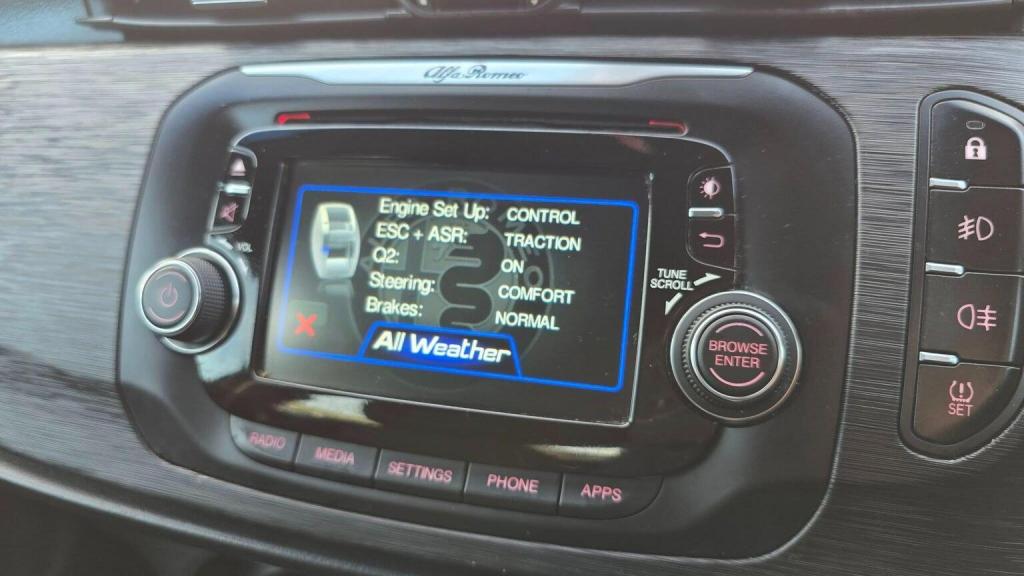 Alfa Romeo
Engine Set Up: CONTROL
ESC + ASR: TRACTION
Q2: ON
Steering: COMFORT
Brakes: NORMAL
All Weather
VOL
TUNE
SCROLL
BROWSE
ENTER
RADIO
MEDIA
SETTINGS
PHONE
APPS
SET